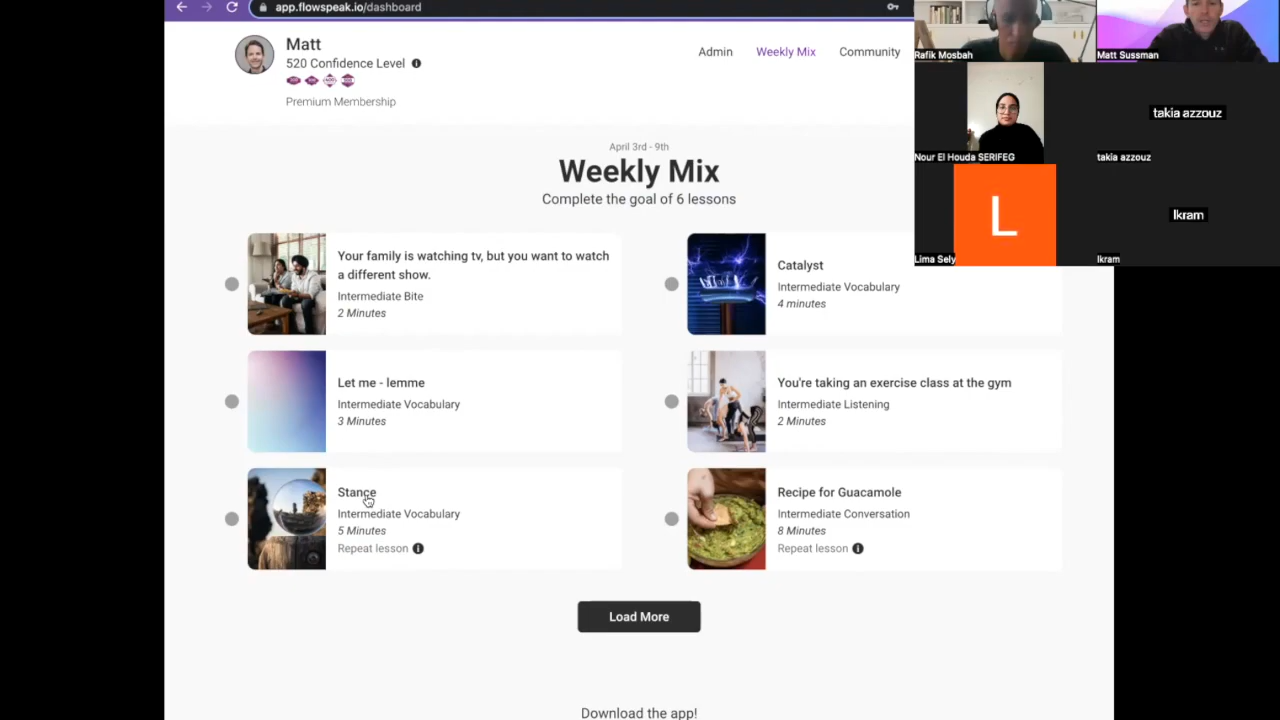 app.flowspeak.io/dashboard
Matt
520 Confidence Level
Premium Membership
Admin
Weekly Mix
Community
April 3rd - 9th
Weekly Mix
Complete the goal of 6 lessons
Your family is watching tv, but you want to watch
a different show.
Intermediate Bite
2 Minutes
Catalyst
Intermediate Vocabulary
4 minutes
Let me - lemme
Intermediate Vocabulary
3 Minutes
You're taking an exercise class at the gym
Intermediate Listening
2 Minutes
Stance
Intermediate Vocabulary
5 Minutes
Repeat lesson
Recipe for Guacamole
Intermediate Conversation
8 Minutes
Repeat lesson
Load More
Download the app!
Rafik Mosbah
Matt Sussman
Nour El Houda SERIFEG
takia azzouz
takia azzouz
L
Lima Sely
Ikram
Ikram